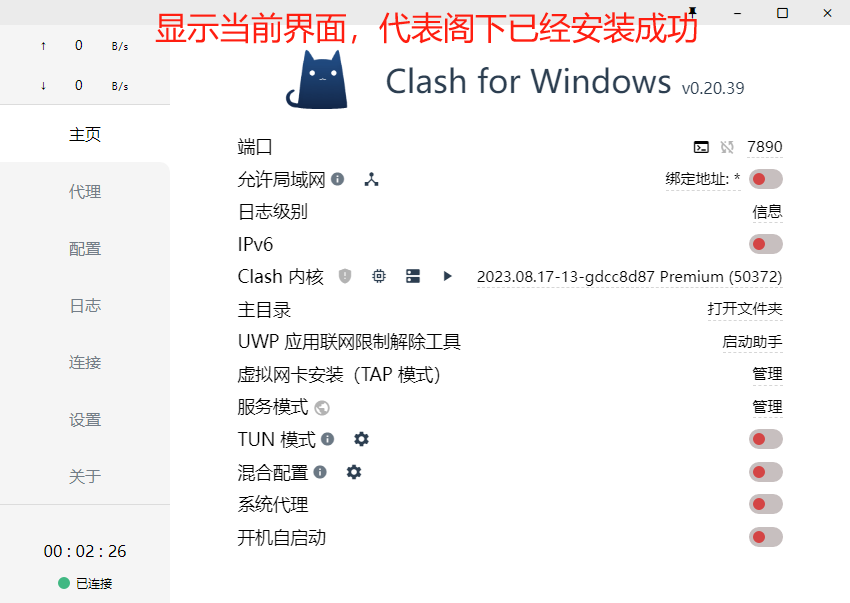 显示当前界面，代表阁下已经安装成功
↑ 0 B/s
↓ 0 B/s
主页
代理
配置
日志
连接
设置
关于
00 : 02 : 26
已连接
Clash for Windows v0.20.39
端口 7890
允许局域网 绑定地址: *
日志级别 信息
IPv6
Clash 内核 2023.08.17-13-gdcc8d87 Premium (50372)
主目录 打开文件夹
UWP 应用联网限制解除工具 启动助手
虚拟网卡安装（TAP 模式） 管理
服务模式 管理
TUN 模式
混合配置
系统代理
开机自启动